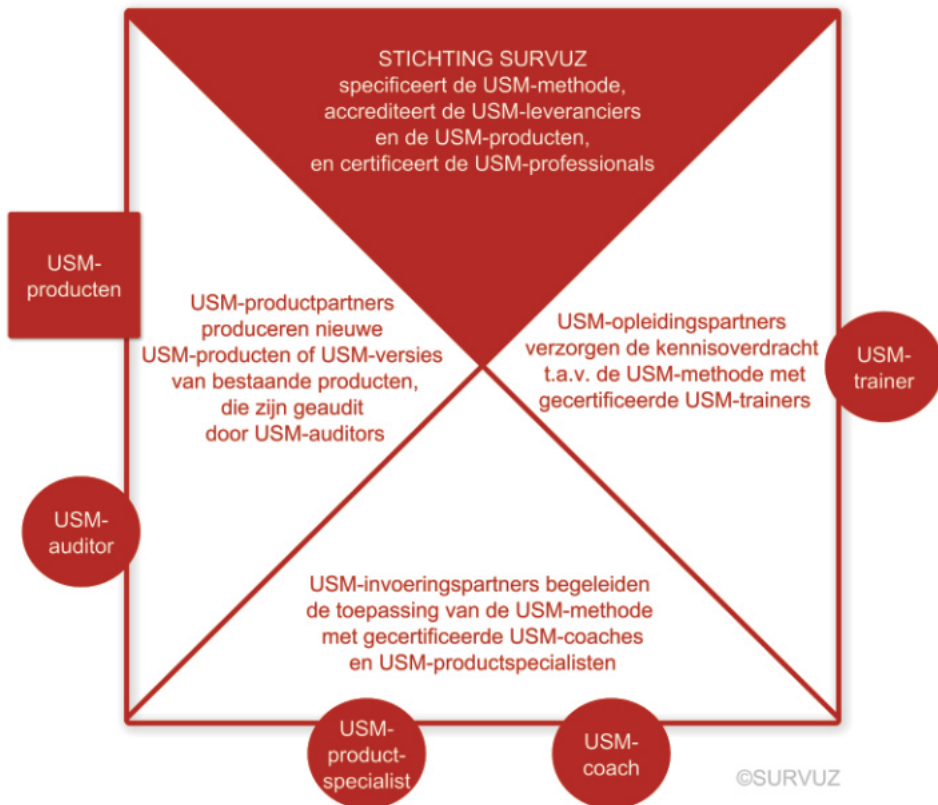 STICHTING SURVUZ
specificeert de USM-methode,
accrediteert de USM-leveranciers
en de USM-producten,
en certificeert de USM-professionals
USM-
producten
USM-productpartners
produceren nieuwe
USM-producten of USM-versies
van bestaande producten,
die zijn geaudit
door USM-auditors
USM-opleidingspartners
verzorgen de kennisoverdracht
t.a.v. de USM-methode met
gecertificeerde USM-trainers
USM-
trainer
USM-
auditor
USM-invoeringspartners begeleiden
de toepassing van de USM-methode
met gecertificeerde USM-coaches
en USM-productspecialisten
USM-
product-
specialist
USM-
coach
©SURVUZ